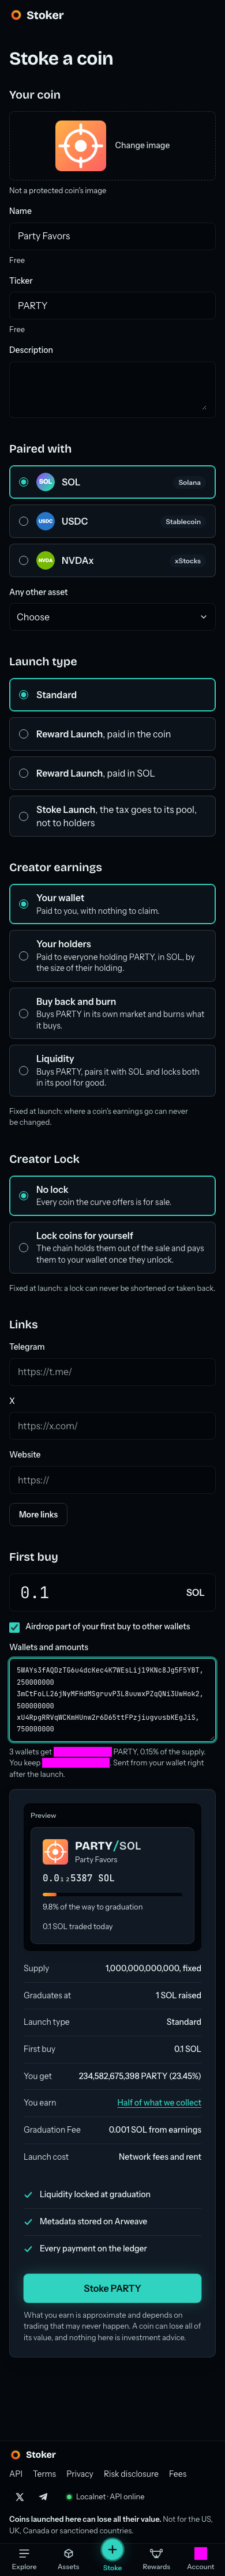 Stoker
Stoke a coin
Your coin
Change image
Not a protected coin's image
Name
Party Favors
Free
Ticker
PARTY
Free
Description
Paired with
SOL SOL Solana
USDC USDC Stablecoin
NVDA NVDAx xStocks
Any other asset
Choose
Launch type
Standard
Reward Launch, paid in the coin
Reward Launch, paid in SOL
Stoke Launch, the tax goes to its pool,
not to holders
Creator earnings
Your wallet
Paid to you, with nothing to claim.
Your holders
Paid to everyone holding PARTY, in SOL, by
the size of their holding.
Buy back and burn
Buys PARTY in its own market and burns what
it buys.
Liquidity
Buys PARTY, pairs it with SOL and locks both
in its pool for good.
Fixed at launch: where a coin's earnings go can never
be changed.
Creator Lock
No lock
Every coin the curve offers is for sale.
Lock coins for yourself
The chain holds them out of the sale and pays
them to your wallet once they unlock.
Fixed at launch: a lock can never be shortened or taken back.
Links
Telegram
https://t.me/
X
https://x.com/
Website
https://
More links
First buy
0.1 SOL
Airdrop part of your first buy to other wallets
Wallets and amounts
250000000
500000000
750000000
3 wallets get PARTY, 0.15% of the supply.
You keep . Sent from your wallet right
after the launch.
Preview
PARTY/SOL
Party Favors
0.0₁₂5387 SOL
9.8% of the way to graduation
0.1 SOL traded today
Supply 1,000,000,000,000, fixed
Graduates at 1 SOL raised
Launch type Standard
First buy 0.1 SOL
You get 234,582,675,398 PARTY (23.45%)
You earn Half of what we collect
Graduation Fee 0.001 SOL from earnings
Launch cost Network fees and rent
Liquidity locked at graduation
Metadata stored on Arweave
Every payment on the ledger
Stoke PARTY
What you earn is approximate and depends on
trading that may never happen. A coin can lose all of
its value, and nothing here is investment advice.
Stoker
API Terms Privacy Risk disclosure Fees
Localnet · API online
Coins launched here can lose all their value. Not for the US,
UK, Canada or sanctioned countries.
Explore Assets Stoke Rewards Account